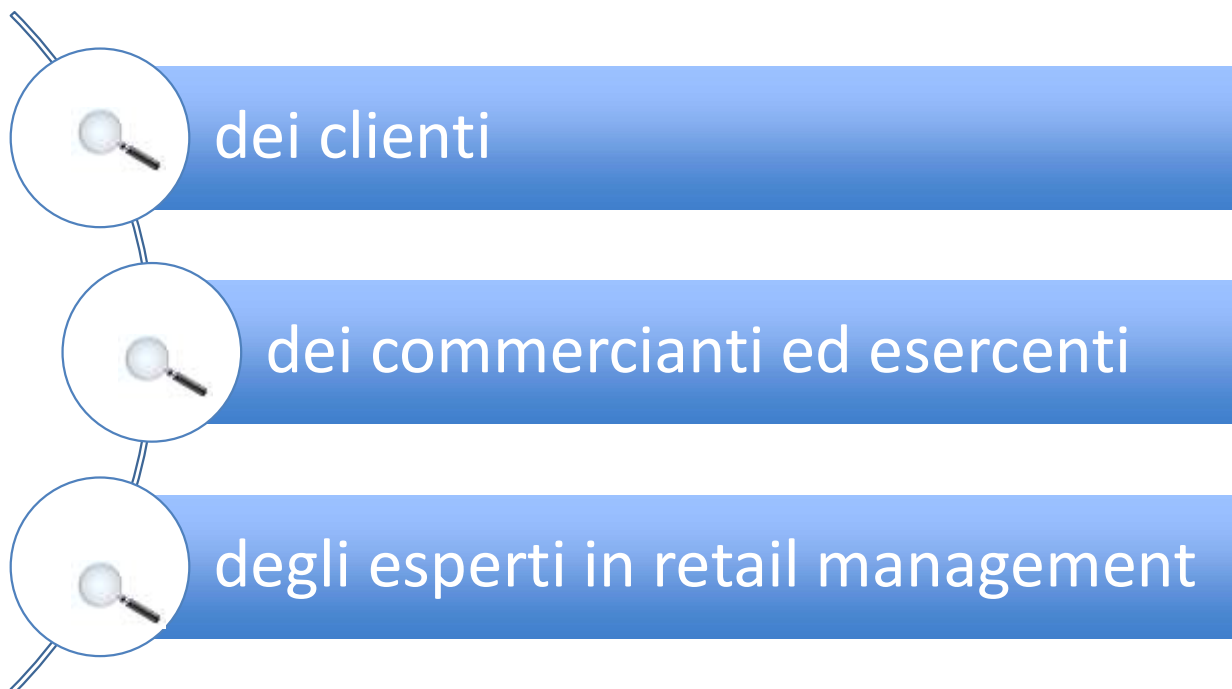 dei clienti
dei commercianti ed esercenti
degli esperti in retail management